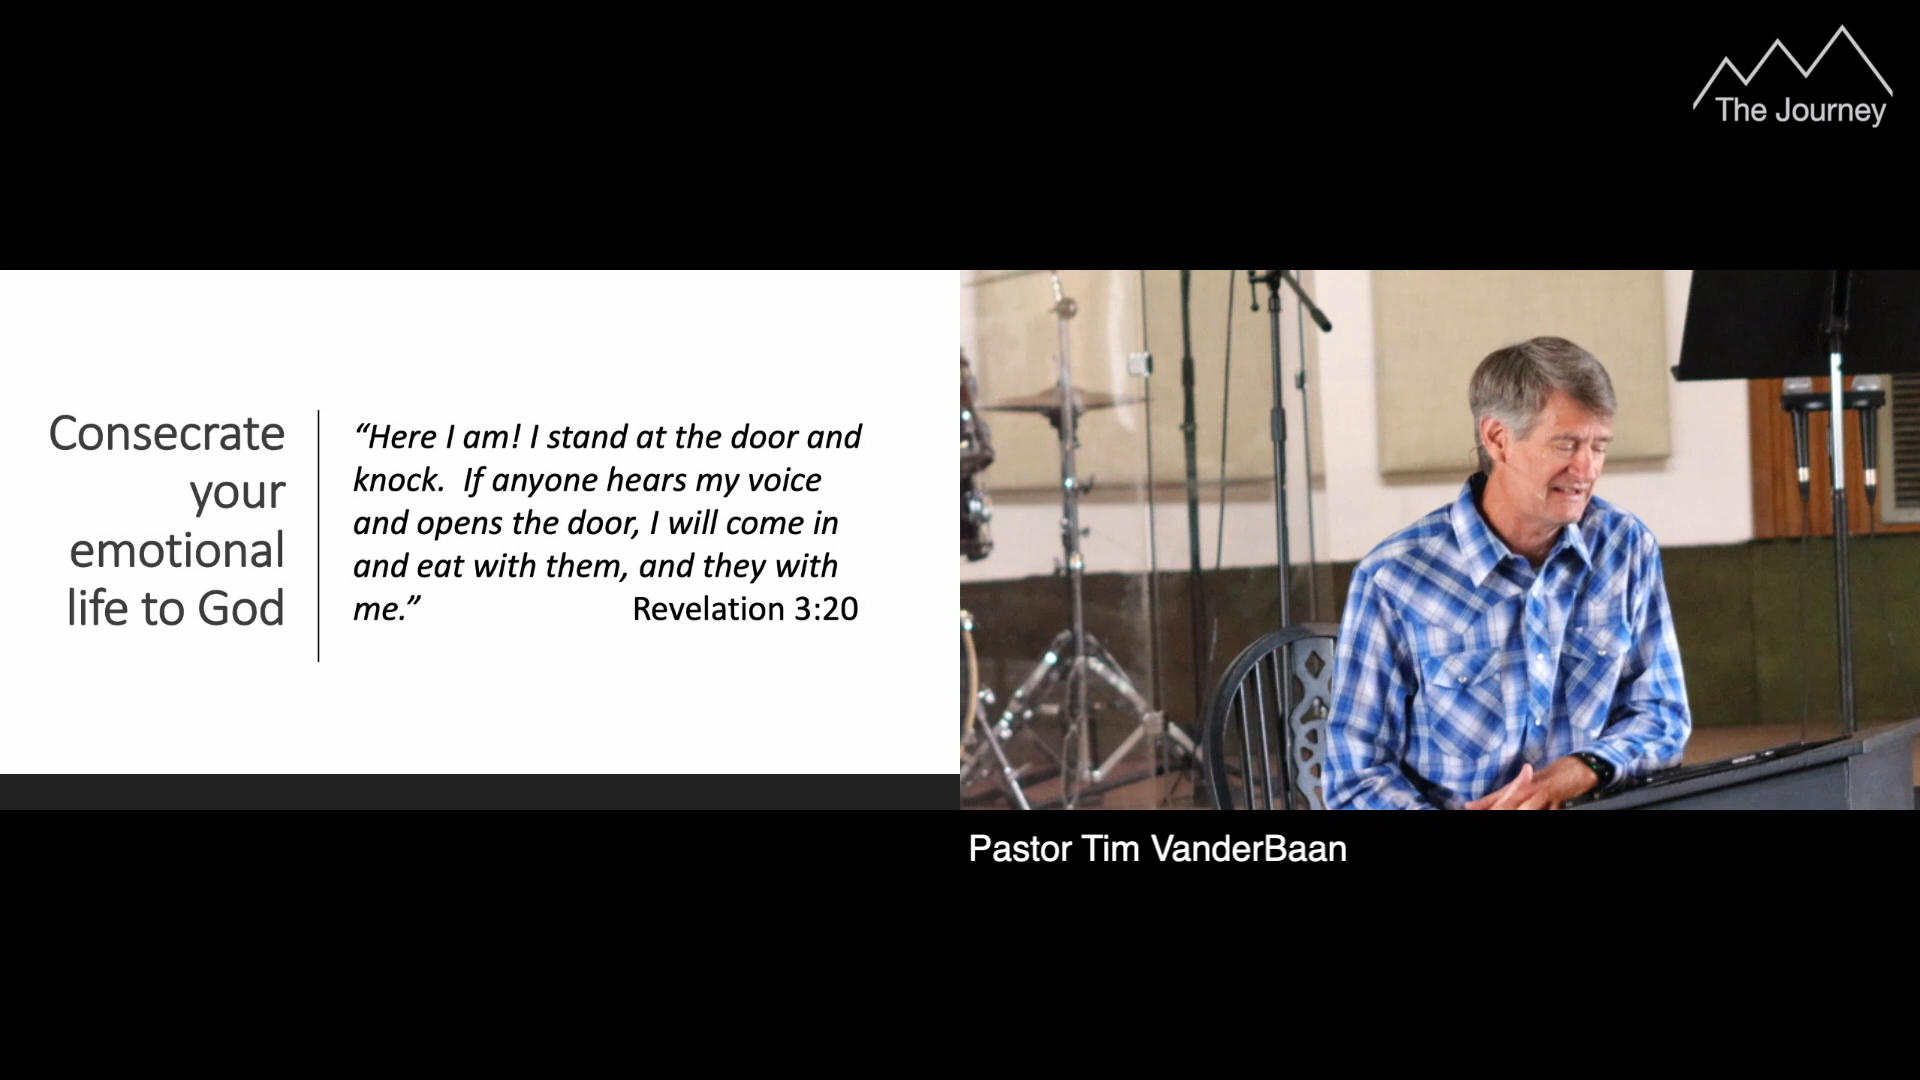 The Journey
Consecrate
your
emotional
life to God
“Here I am! I stand at the door and
knock.  If anyone hears my voice
and opens the door, I will come in
and eat with them, and they with
me.” Revelation 3:20
Pastor Tim VanderBaan